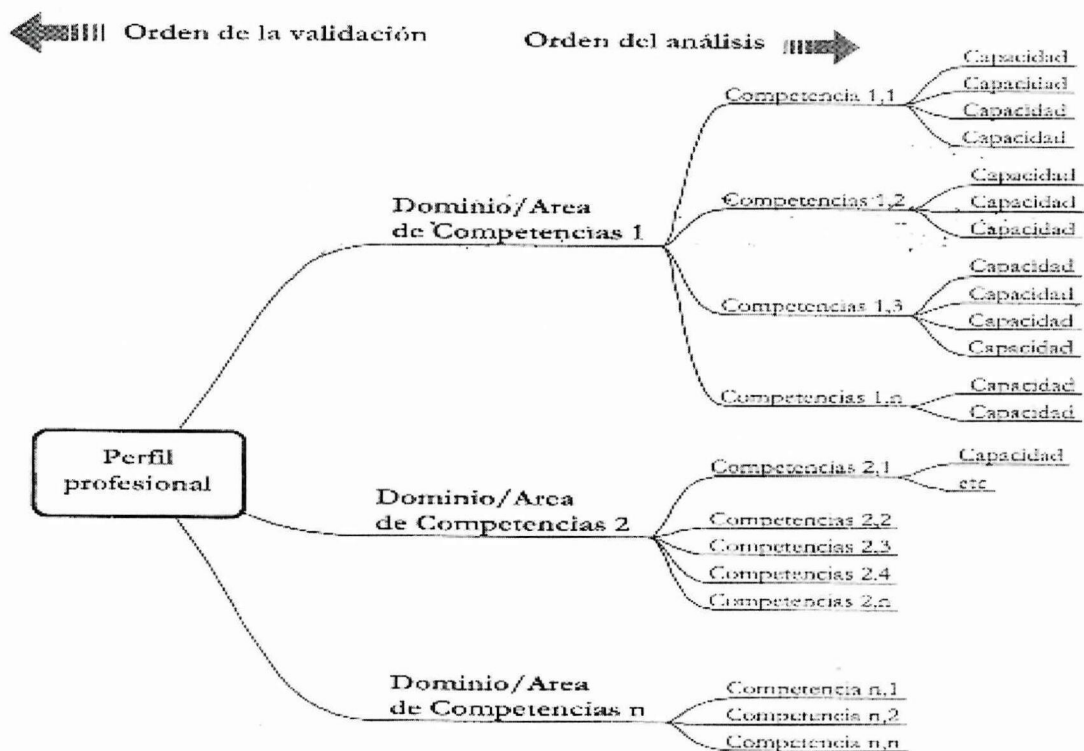 Orden de la validación
Orden del análisis
Perfil
profesional
Dominio/Area
de Competencias 1
Competencia 1,1
Capacidad
Capacidad
Capacidad
Capacidad
Competencias 1,2
Capacidad
Capacidad
Capacidad
Competencias 1,3
Capacidad
Capacidad
Capacidad
Capacidad
Competencias 1,n
Capacidad
Capacidad
Dominio/Area
de Competencias 2
Competencias 2,1
Capacidad
etc
Competencias 2,2
Competencias 2,3
Competencias 2.4
Competencias 2,n
Dominio/Area
de Competencias n
Competencia n,1
Competencia n,2
Competencia n,n